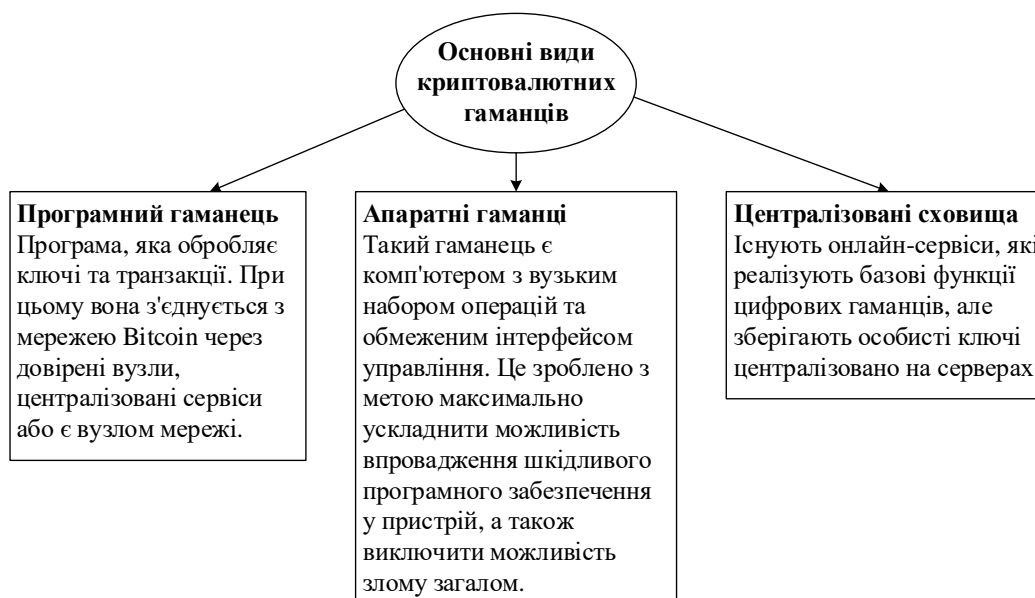 Основні види
криптовалютних
гаманців
Програмний гаманець
Програма, яка обробляє
ключі та транзакції. При
цьому вона з'єднується з
мережею Bitcoin через
довірені вузли,
централізовані сервіси
або є вузлом мережі.
Апаратні гаманці
Такий гаманець є
комп'ютером з вузьким
набором операцій та
обмеженим інтерфейсом
управління. Це зроблено з
метою максимально
ускладнити можливість
впровадження шкідливого
програмного забезпечення
у пристрій, а також
виключити можливість
злому загалом.
Централізовані сховища
Існують онлайн-сервіси, які
реалізують базові функції
цифрових гаманців, але
зберігають особисті ключі
централізовано на серверах